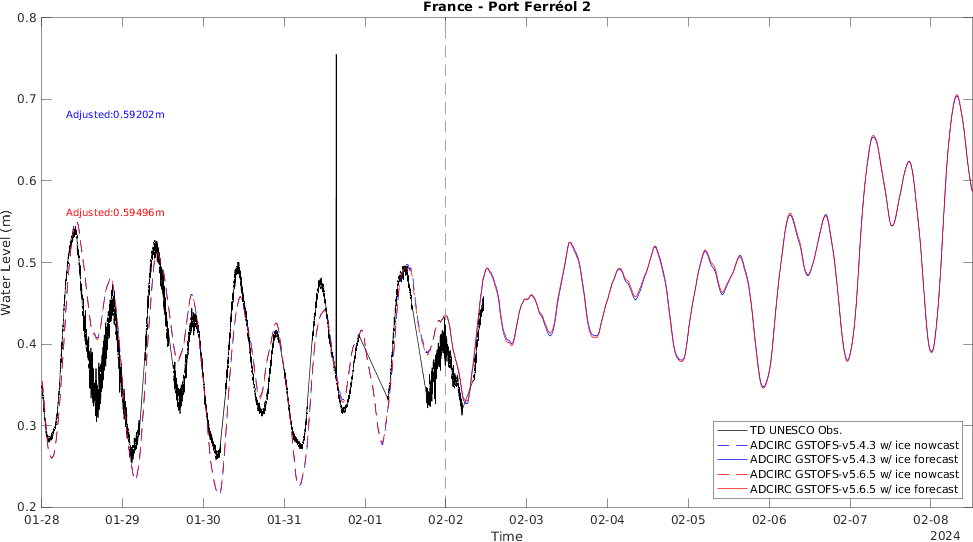 France - Port Ferréol 2
0.8
0.7
0.6
0.5
0.4
0.3
0.2
Water Level (m)
Adjusted:0.59202m
Adjusted:0.59496m
TD UNESCO Obs.
ADCIRC GSTOFS-v5.4.3 w/ ice nowcast
ADCIRC GSTOFS-v5.4.3 w/ ice forecast
ADCIRC GSTOFS-v5.6.5 w/ ice nowcast
ADCIRC GSTOFS-v5.6.5 w/ ice forecast
01-28 01-29 01-30 01-31 02-01 02-02 02-03 02-04 02-05 02-06 02-07 02-08
Time
2024